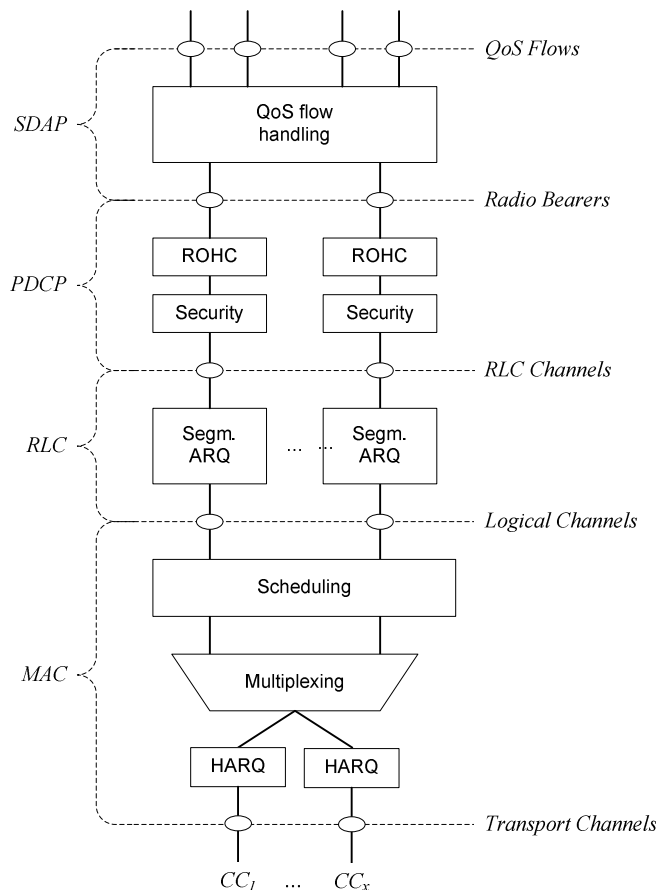 QoS Flows
QoS flow
handling
SDAP
Radio Bearers
ROHC
ROHC
PDCP
Security
Security
RLC Channels
Segm.
ARQ
... ...
Segm.
ARQ
RLC
Logical Channels
Scheduling
MAC
Multiplexing
HARQ
HARQ
Transport Channels
CC1 ... CCx